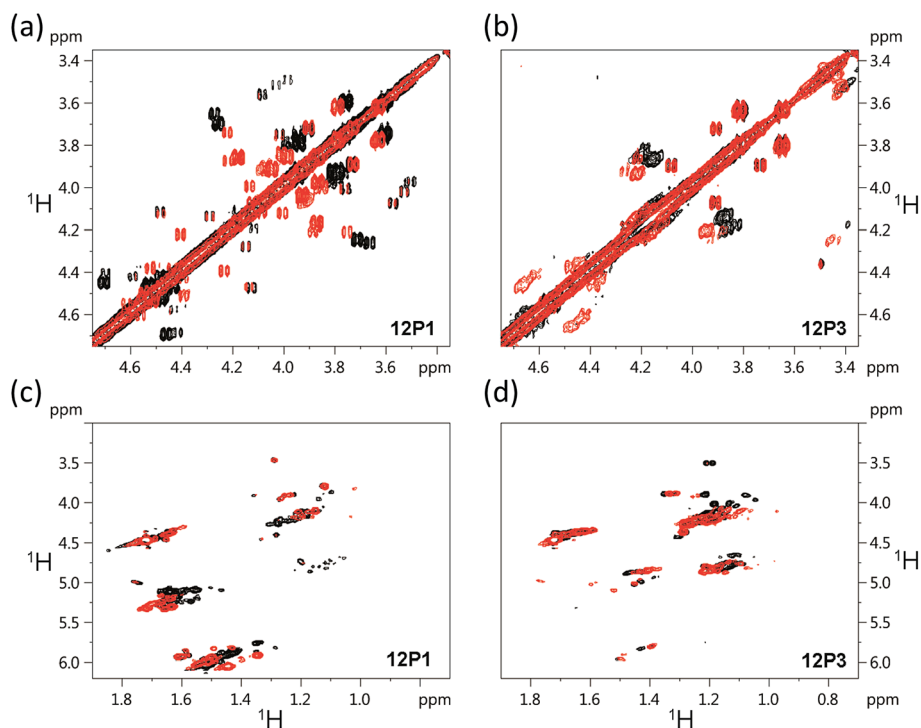 (a)
ppm
3.4
3.6
3.8
4.0
4.2
4.4
4.6
¹H
12P1
4.6 4.4 4.2 4.0 3.8 3.6 ppm
(b)
ppm
3.4
3.6
3.8
4.0
4.2
4.4
4.6
¹H
12P3
4.6 4.4 4.2 4.0 3.8 3.6 3.4
ppm
(c)
ppm
3.5
4.0
4.5
5.0
5.5
6.0
¹H
12P1
1.8 1.6 1.4 1.2 1.0 ppm
¹H
(d)
ppm
3.5
4.0
4.5
5.0
5.5
6.0
¹H
12P3
1.8 1.6 1.4 1.2 1.0 0.8
ppm
¹H